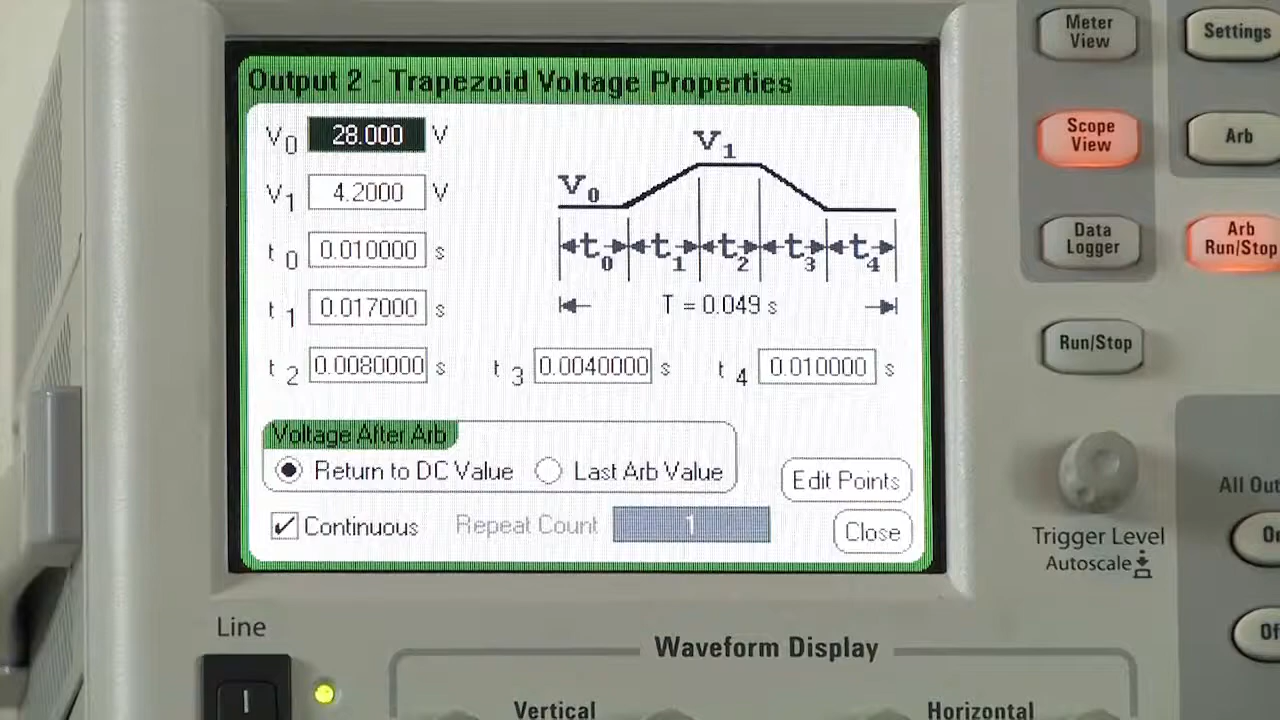 Output 2 - Trapezoid Voltage Properties
V0 28.000 V
V1 4.2000 V
t0 0.010000 s
t1 0.017000 s
t2 0.0080000 s
t3 0.0040000 s
t4 0.010000 s
V1
V0
t0 t1 t2 t3 t4
T = 0.049 s
Voltage After Arb
Return to DC Value Last Arb Value
Edit Points
Continuous Repeat Count 1
Close
Meter
View
Settings
Scope
View
Arb
Data
Logger
Arb
Run/Stop
Run/Stop
Trigger Level
Autoscale
All Out
Line
Waveform Display
Vertical
Horizontal